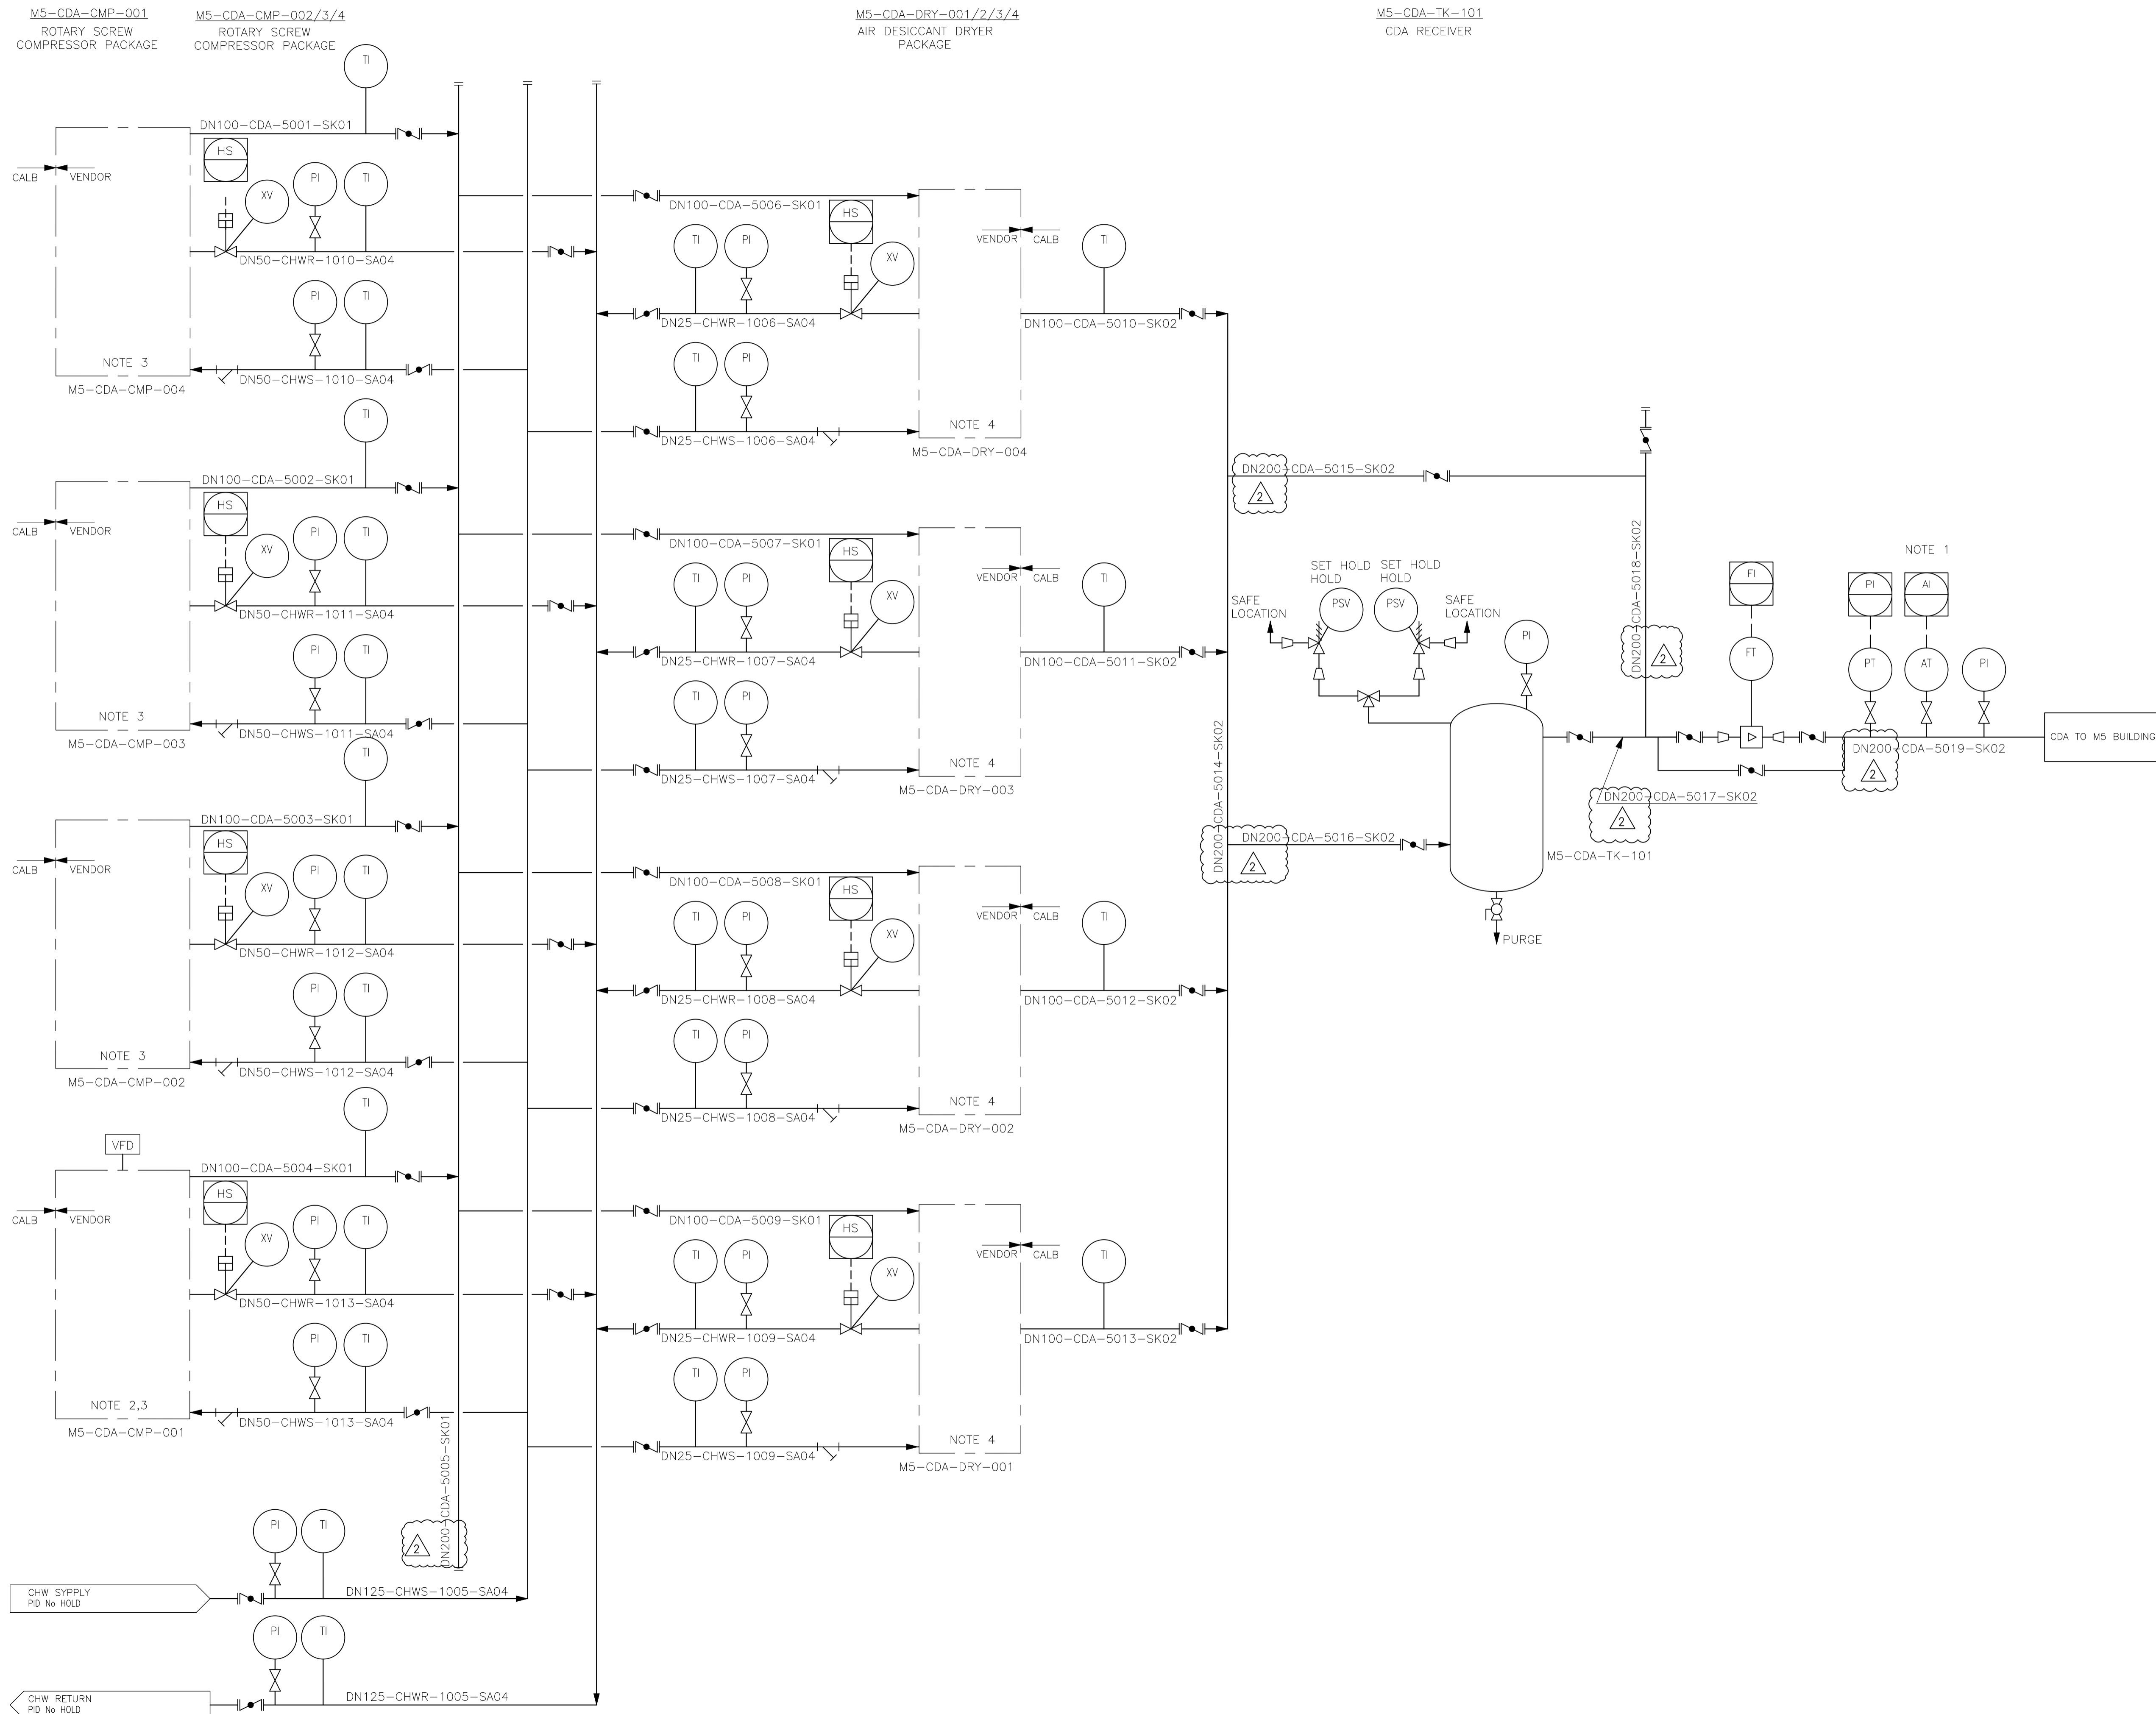 M5-CDA-CMP-001
ROTARY SCREW
COMPRESSOR PACKAGE
M5-CDA-CMP-002/3/4
ROTARY SCREW
COMPRESSOR PACKAGE
M5-CDA-DRY-001/2/3/4
AIR DESICCANT DRYER
PACKAGE
M5-CDA-TK-101
CDA RECEIVER
TI
DN100-CDA-5001-SK01
HS
CALB
VENDOR
XV
PI
TI
DN50-CHWR-1010-SA04
PI
TI
NOTE 3
DN50-CHWS-1010-SA04
M5-CDA-CMP-004
TI
DN100-CDA-5002-SK01
HS
CALB
VENDOR
XV
PI
TI
DN50-CHWR-1011-SA04
PI
TI
NOTE 3
DN50-CHWS-1011-SA04
M5-CDA-CMP-003
TI
DN100-CDA-5003-SK01
HS
CALB
VENDOR
XV
PI
TI
DN50-CHWR-1012-SA04
PI
TI
NOTE 3
DN50-CHWS-1012-SA04
M5-CDA-CMP-002
TI
VFD
DN100-CDA-5004-SK01
HS
CALB
VENDOR
XV
PI
TI
DN50-CHWR-1013-SA04
PI
TI
NOTE 2,3
DN50-CHWS-1013-SA04
M5-CDA-CMP-001
DN200-CDA-5005-SK01
2
PI
TI
CHW SYPPLY
PID No HOLD
DN125-CHWS-1005-SA04
PI
TI
CHW RETURN
PID No HOLD
DN125-CHWR-1005-SA04
DN100-CDA-5006-SK01
HS
TI
PI
XV
VENDOR
CALB
TI
DN25-CHWR-1006-SA04
DN100-CDA-5010-SK02
TI
PI
NOTE 4
DN25-CHWS-1006-SA04
M5-CDA-DRY-004
DN100-CDA-5007-SK01
HS
TI
PI
XV
VENDOR
CALB
TI
DN25-CHWR-1007-SA04
DN100-CDA-5011-SK02
TI
PI
NOTE 4
DN25-CHWS-1007-SA04
M5-CDA-DRY-003
DN100-CDA-5008-SK01
HS
TI
PI
XV
VENDOR
CALB
TI
DN25-CHWR-1008-SA04
DN100-CDA-5012-SK02
TI
PI
NOTE 4
DN25-CHWS-1008-SA04
M5-CDA-DRY-002
DN100-CDA-5009-SK01
HS
TI
PI
XV
VENDOR
CALB
TI
DN25-CHWR-1009-SA04
DN100-CDA-5013-SK02
TI
PI
NOTE 4
DN25-CHWS-1009-SA04
M5-CDA-DRY-001
DN200-CDA-5014-SK02
DN200-CDA-5015-SK02
2
DN200-CDA-5016-SK02
2
SET HOLD
HOLD
SET HOLD
HOLD
SAFE
LOCATION
PSV
PSV
SAFE
LOCATION
PI
M5-CDA-TK-101
PURGE
DN200-CDA-5018-SK02
2
DN200-CDA-5017-SK02
2
NOTE 1
FI
PI
AI
FT
PT
AT
PI
DN200-CDA-5019-SK02
2
CDA TO M5 BUILDING